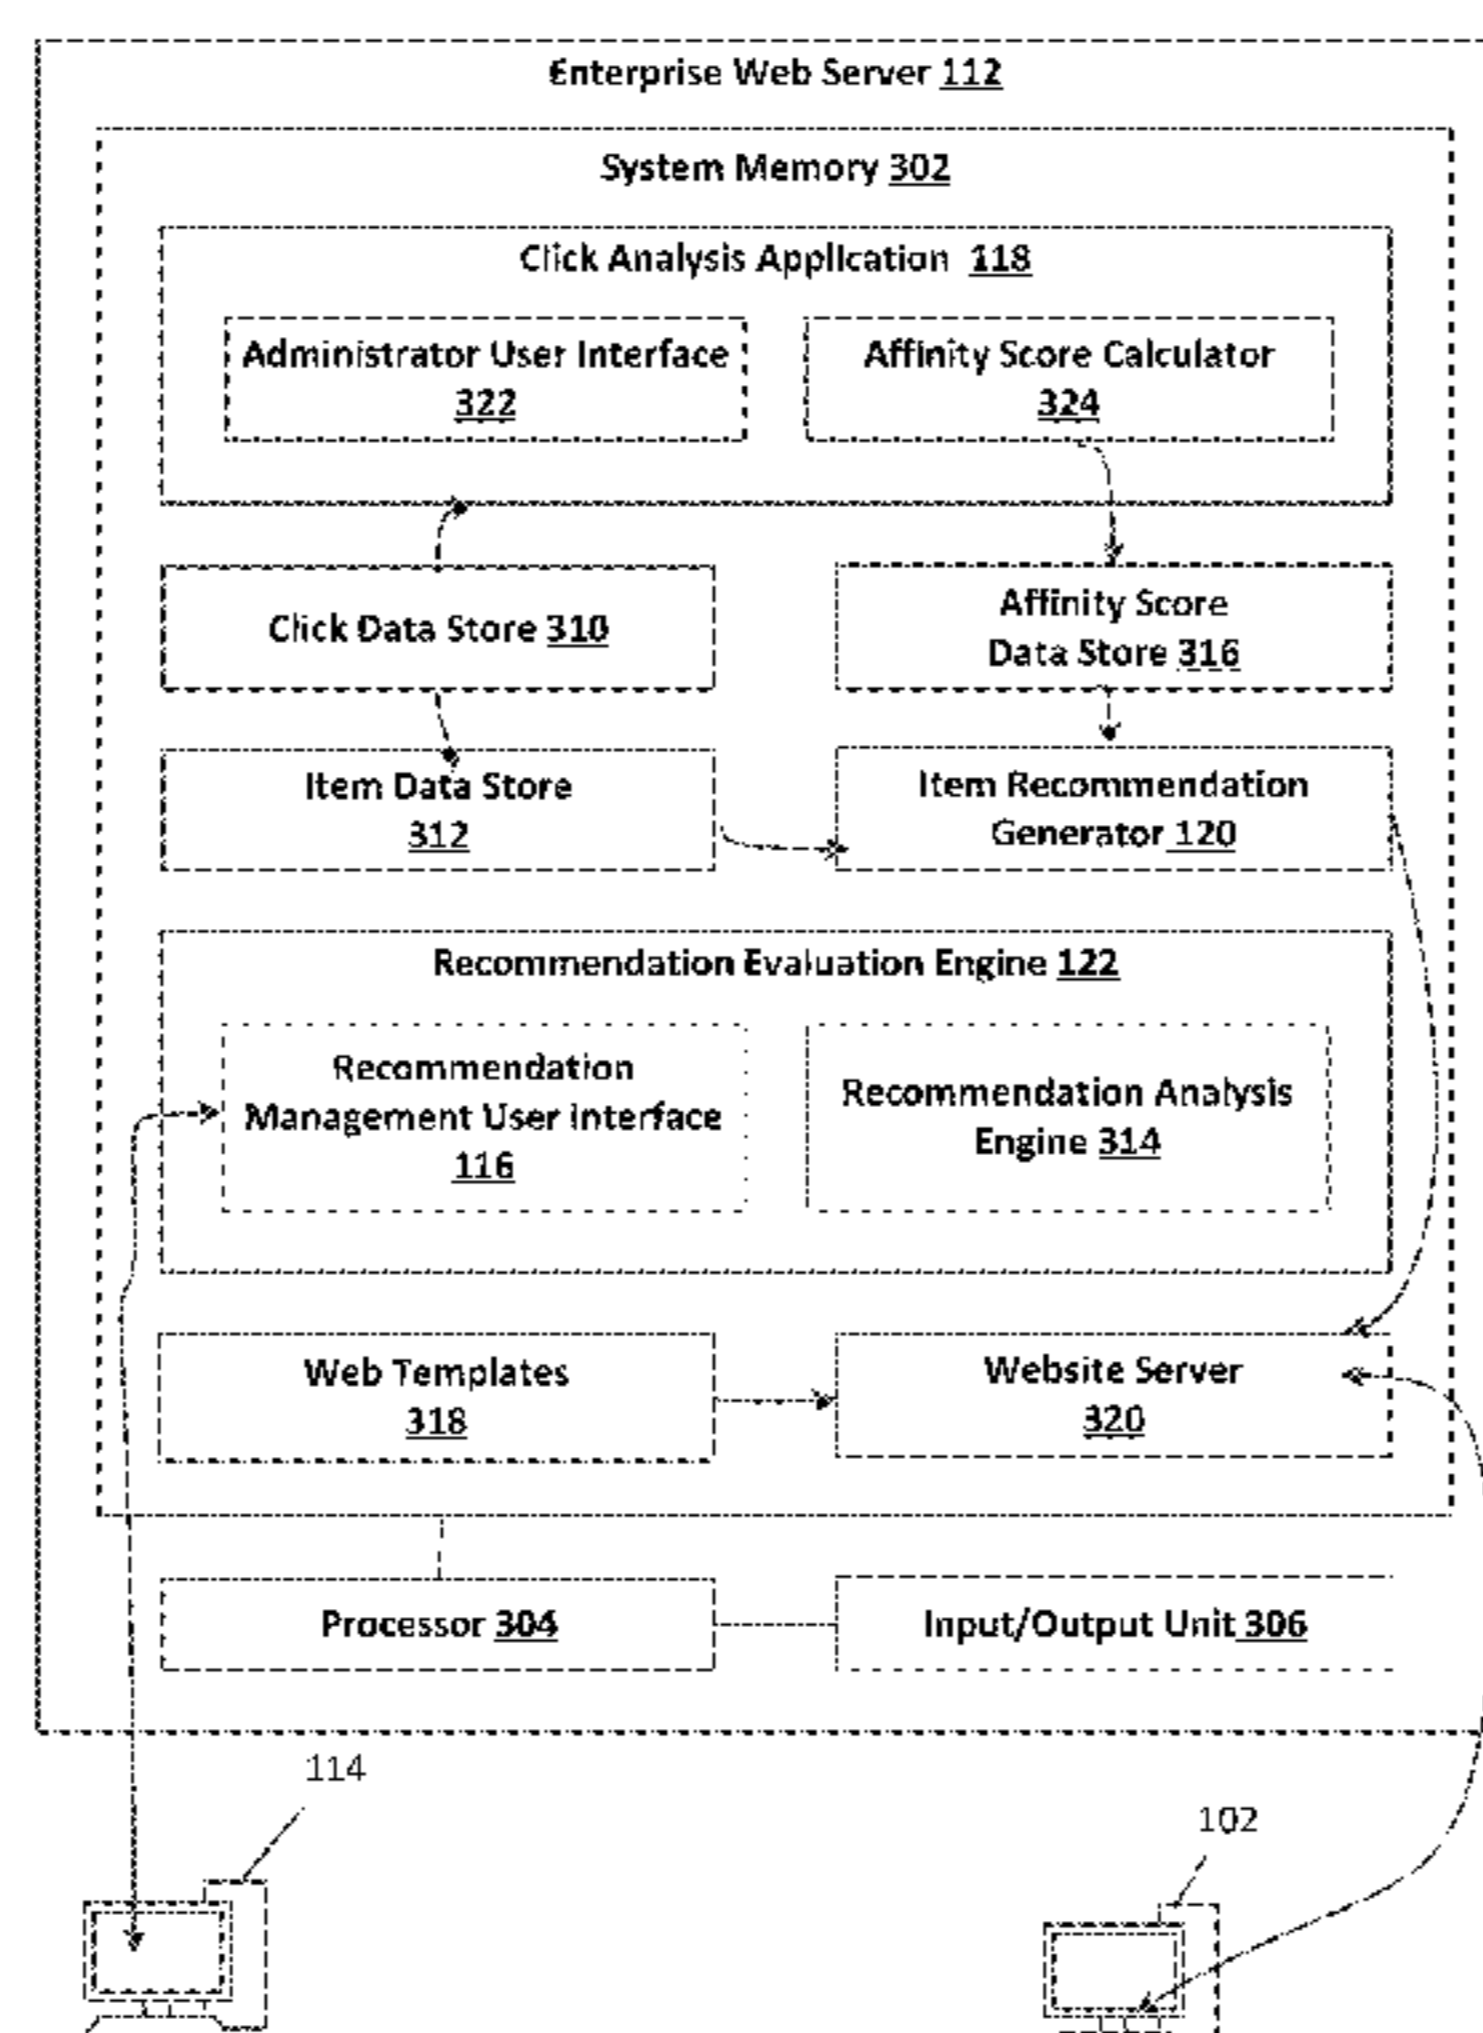 Enterprise Web Server 112
System Memory 302
Click Analysis Application 118
Administrator User Interface
322
Affinity Score Calculator
324
Click Data Store 310
Affinity Score
Data Store 316
Item Data Store
312
Item Recommendation
Generator 120
Recommendation Evaluation Engine 122
Recommendation
Management User Interface
116
Recommendation Analysis
Engine 314
Web Templates
318
Website Server
320
Processor 304
Input/Output Unit 306
114
102